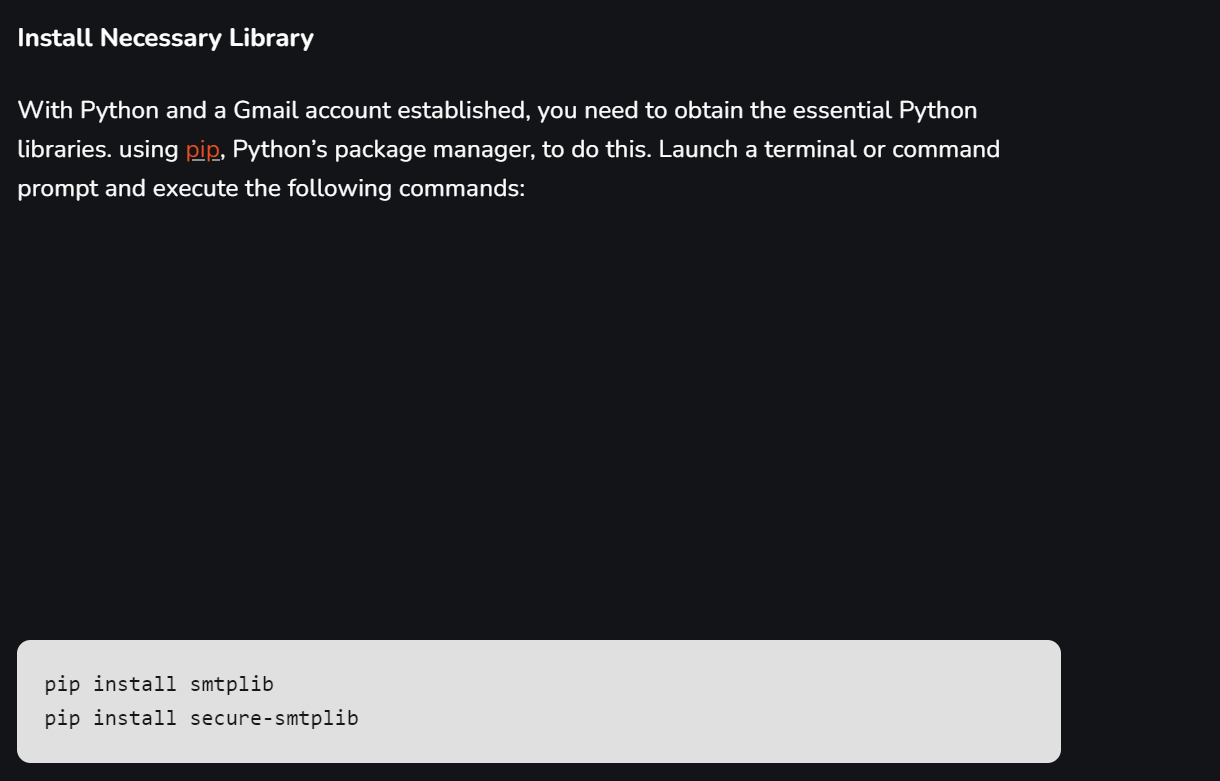 Install Necessary Library
With Python and a Gmail account established, you need to obtain the essential Python
libraries. using pip, Python’s package manager, to do this. Launch a terminal or command
prompt and execute the following commands:
pip install smtplib
pip install secure-smtplib